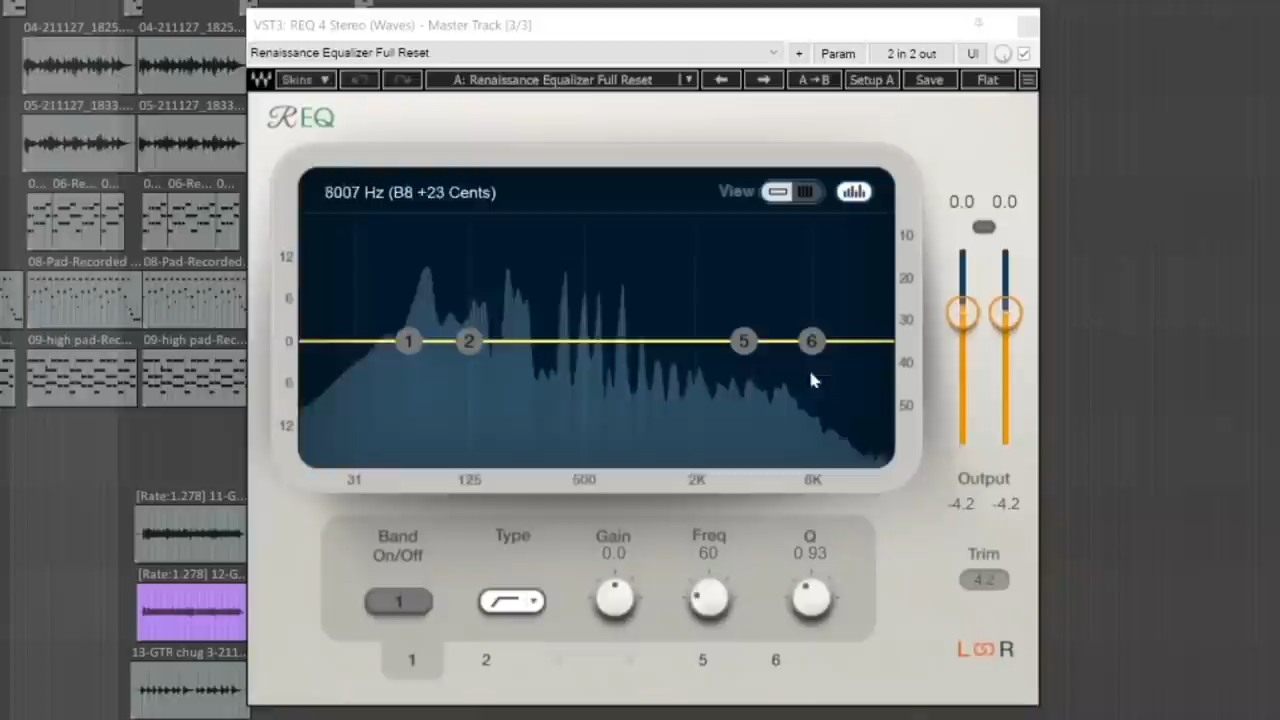 04-211127_1825.... 04-211127_1825...
VST3: REQ 4 Stereo (Waves) - Master Track [3/3]
Renaissance Equalizer Full Reset + Param 2 in 2 out UI
Skins A: Renaissance Equalizer Full Reset A→B Setup A Save Flat
05-211127_1833.... 05-211127_1833...
REQ
0... 06-Re... 0... 0... 06-Re... 0...
8007 Hz (B8 +23 Cents) View
0.0 0.0
12 10
08-Pad-Recorded ... 08-Pad-Recorded
6 20
0 30
09-high pad-Rec... 09-high pad-Rec...
1 2 5 6
6 40
12 50
31 125 500 2K 8K
Output
-4.2 -4.2
[Rate:1.278] 11-G...
Band On/Off Type Gain Freq Q
0.0 60 0.93
Trim
-4.2
[Rate:1.278] 12-G...
1
13-GTR chug 3-211...
1 2 5 6
L R